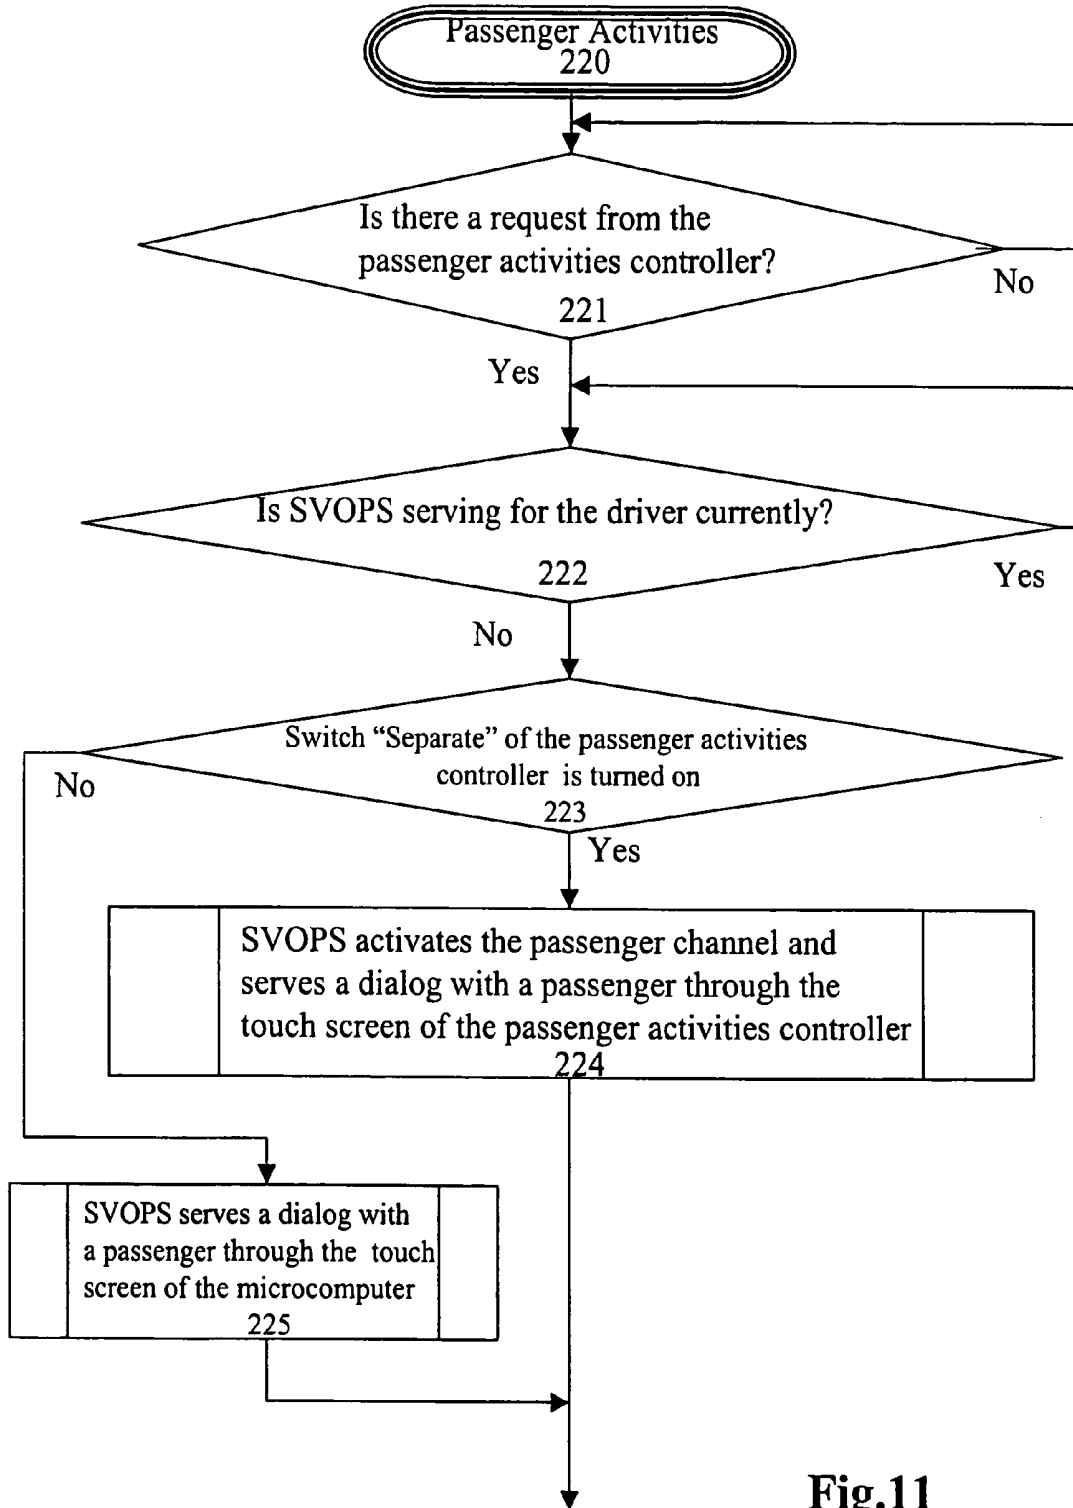 Passenger Activities
220
Is there a request from the
passenger activities controller?
221
No
Yes
Is SVOPS serving for the driver currently?
222
Yes
No
Switch “Separate” of the passenger activities
controller is turned on
223
No
Yes
SVOPS activates the passenger channel and
serves a dialog with a passenger through the
touch screen of the passenger activities controller
224
SVOPS serves a dialog with
a passenger through the touch
screen of the microcomputer
225
Fig.11